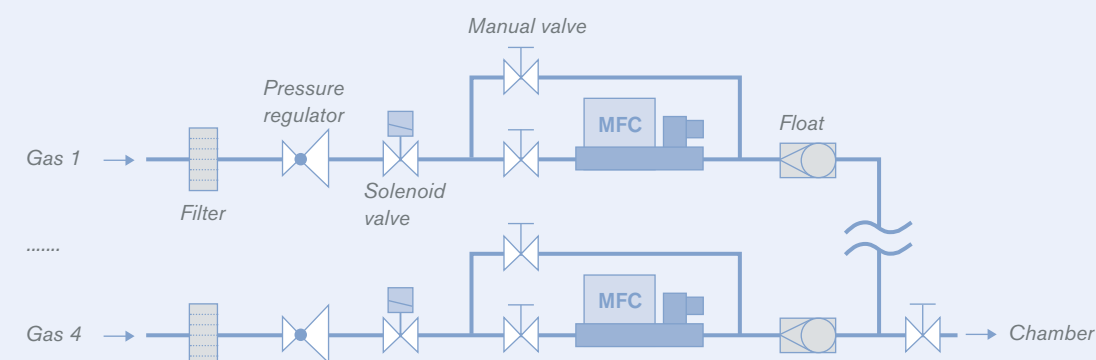 Manual valve
Pressure
regulator
MFC
Float
Gas 1
Solenoid
valve
Filter
.......
MFC
Gas 4
Chamber